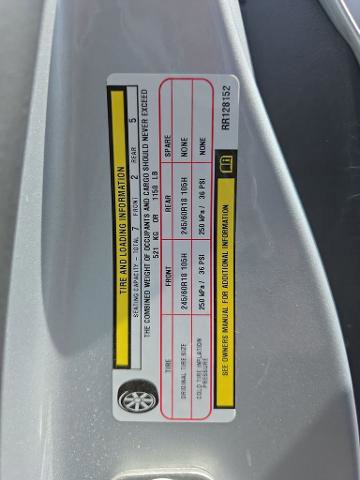 TIRE AND LOADING INFORMATION
SEATING CAPACITY - TOTAL 7 FRONT 2 REAR 5
THE COMBINED WEIGHT OF OCCUPANTS AND CARGO SHOULD NEVER EXCEED
521 KG OR 1150 LB
TIRE FRONT REAR SPARE
ORIGINAL TIRE SIZE 245/60R18 105H 245/60R18 105H NONE
COLD TIRE INFLATION PRESSURE 250 kPa / 36 PSI 250 kPa / 36 PSI NONE
SEE OWNERS MANUAL FOR ADDITIONAL INFORMATION
RR128152